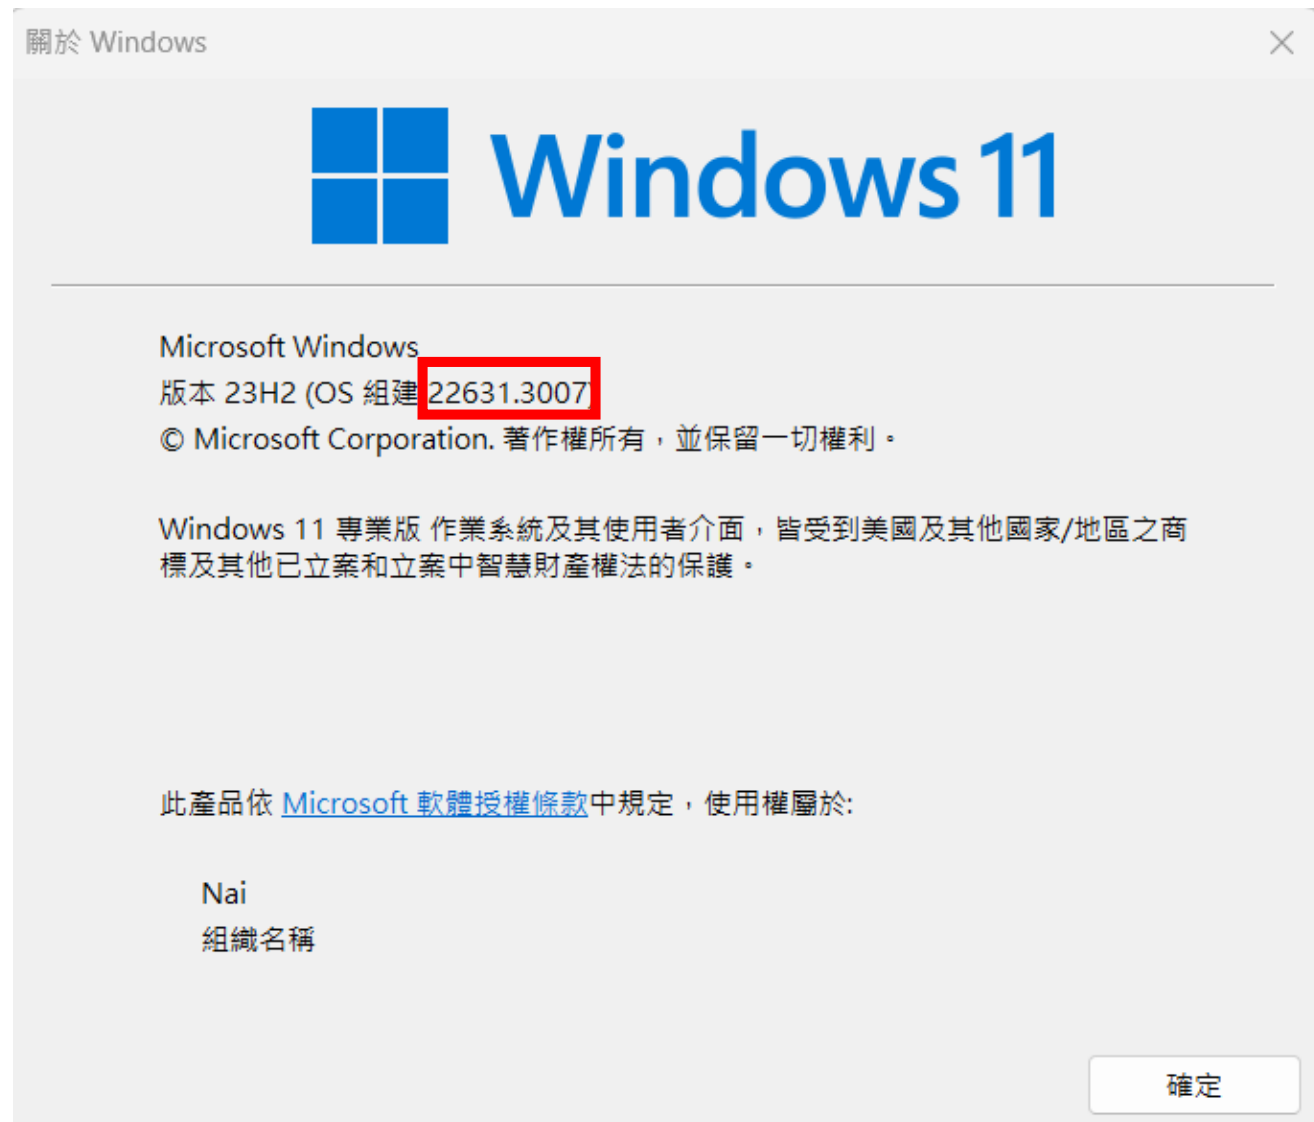 關於 Windows
Windows 11
Microsoft Windows
版本 23H2 (OS 組建 22631.3007)
© Microsoft Corporation. 著作權所有，並保留一切權利。
Windows 11 專業版 作業系統及其使用者介面，皆受到美國及其他國家/地區之商
標及其他已立案和立案中智慧財產權法的保護。
此產品依 Microsoft 軟體授權條款中規定，使用權屬於:
Nai
組織名稱
確定